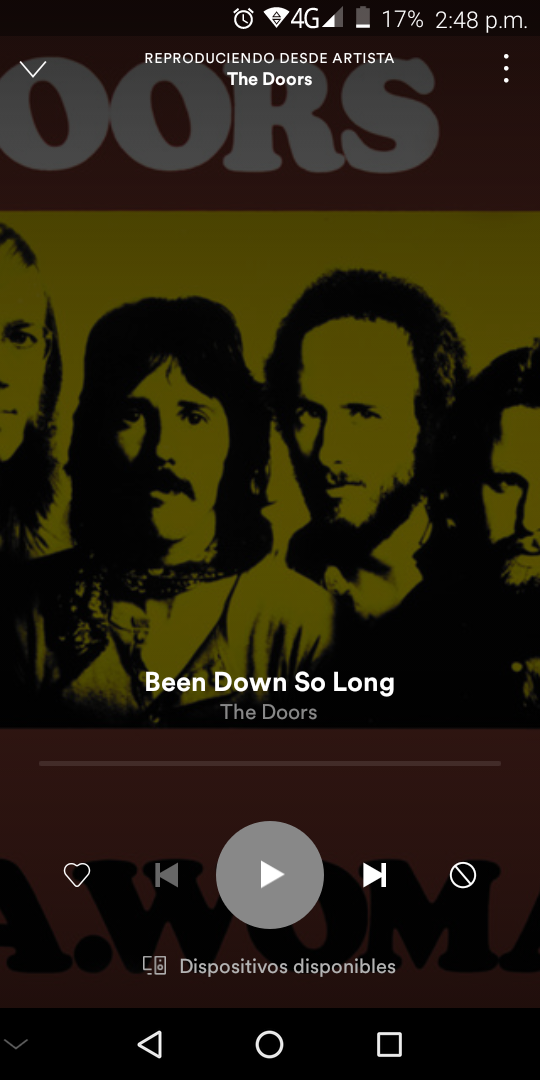 4G 17% 2:48 p.m.
REPRODUCIENDO DESDE ARTISTA
The Doors
OORS
Been Down So Long
The Doors
A.WOMA
Dispositivos disponibles